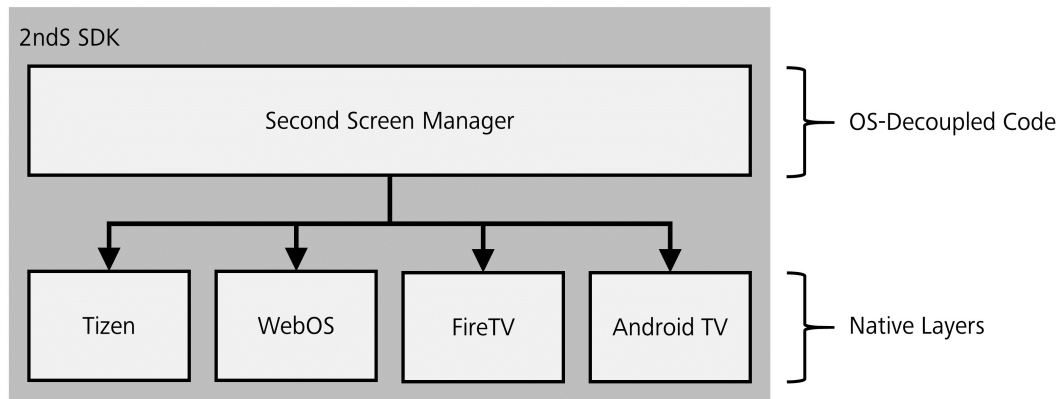 2ndS SDK
Second Screen Manager
OS-Decoupled Code
Tizen
WebOS
FireTV
Android TV
Native Layers